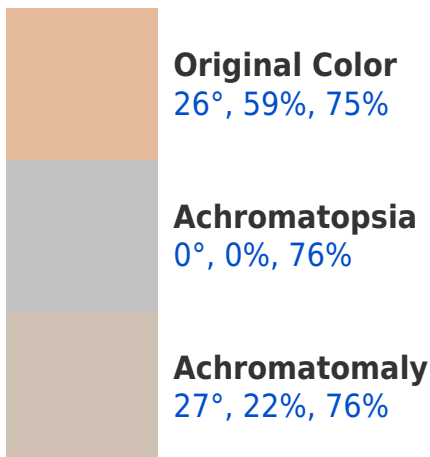 Original Color
26°, 59%, 75%
Achromatopsia
0°, 0%, 76%
Achromatomaly
27°, 22%, 76%